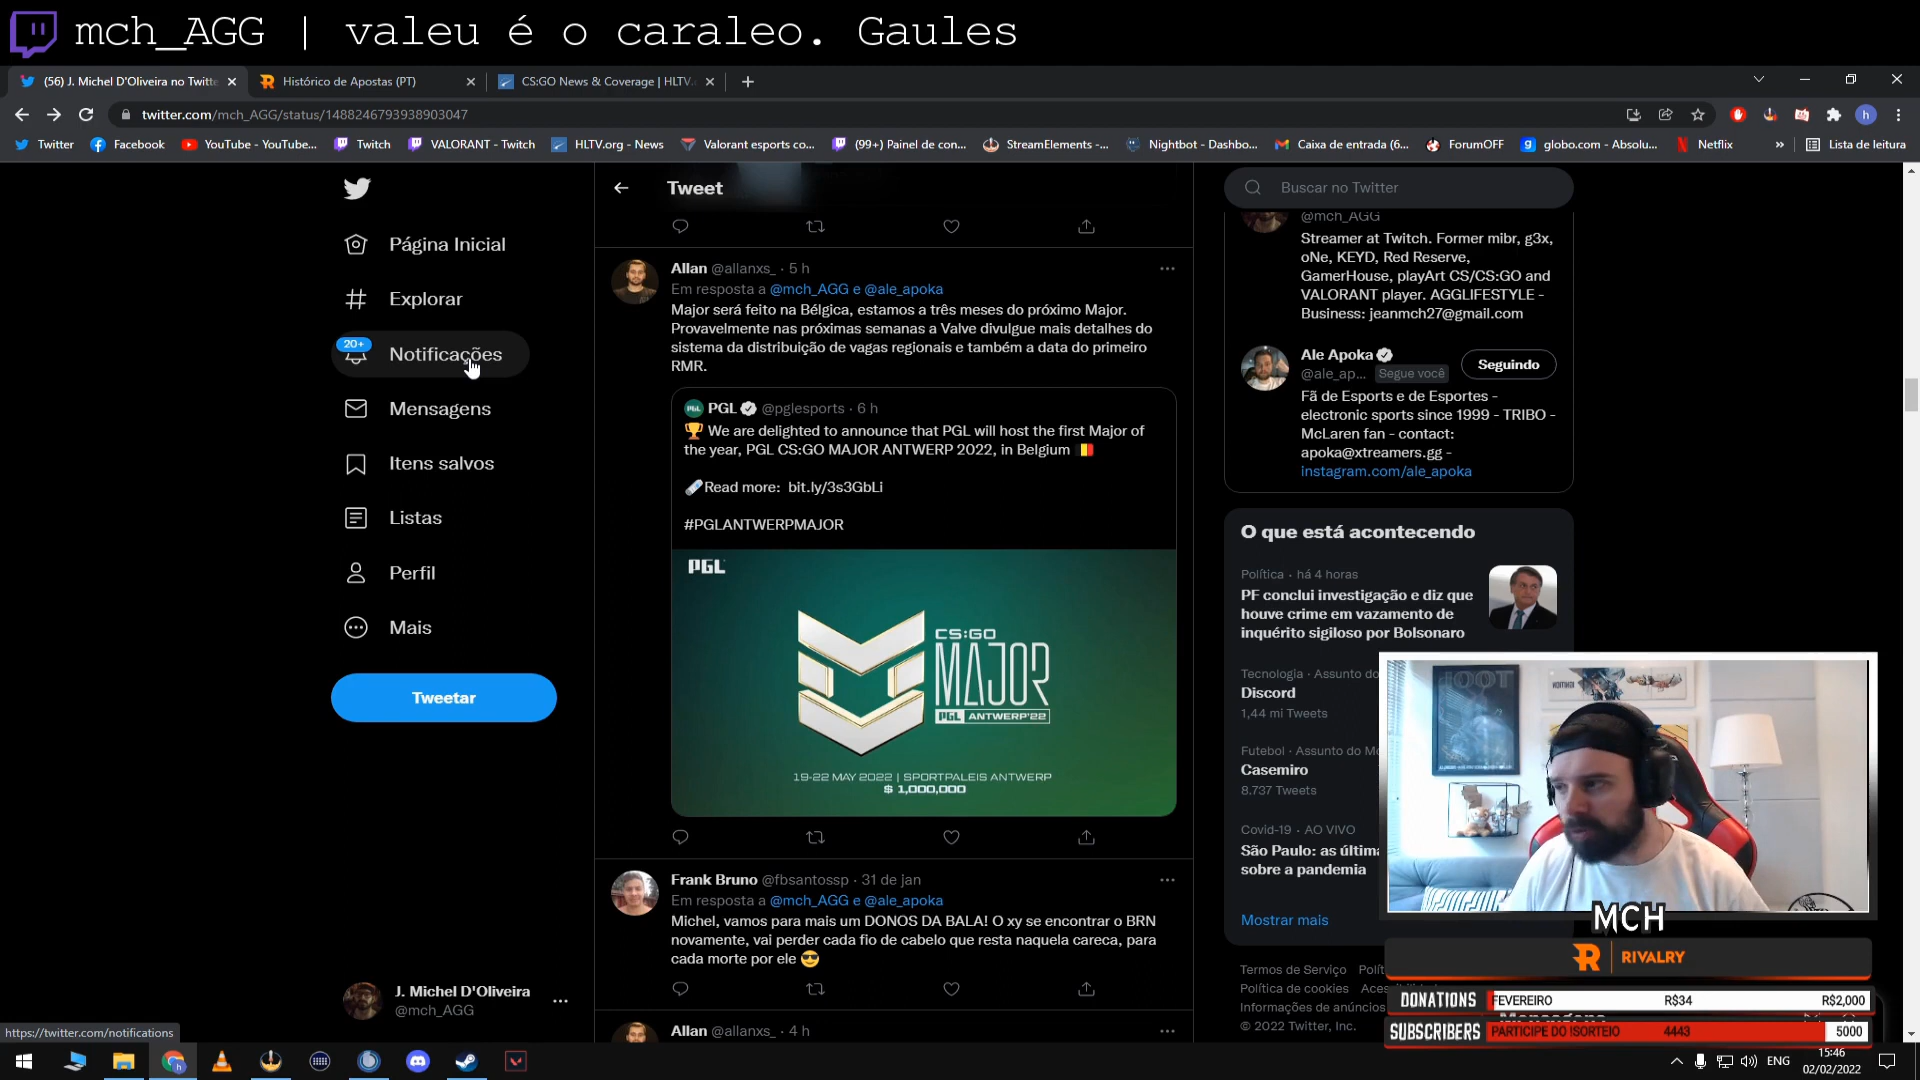 mch_AGG | valeu é o caraleo. Gaules
(56) J. Michel D'Oliveira no Twitte
Histórico de Apostas (PT)
CS:GO News & Coverage | HLTV.
twitter.com/mch_AGG/status/1488246793938903047
Twitter
Facebook
YouTube - YouTube...
Twitch
VALORANT - Twitch
HLTV.org - News
Valorant esports co...
(99+) Painel de con...
StreamElements -...
Nightbot - Dashbo...
Caixa de entrada (6...
ForumOFF
globo.com - Absolu...
Netflix
»
Lista de leitura
Página Inicial
Explorar
20+
Notificações
Mensagens
Itens salvos
Listas
Perfil
Mais
Tweetar
J. Michel D'Oliveira
@mch_AGG
https://twitter.com/notifications
Tweet
Allan @allanxs_ · 5 h
Em resposta a @mch_AGG e @ale_apoka
Major será feito na Bélgica, estamos a três meses do próximo Major.
Provavelmente nas próximas semanas a Valve divulgue mais detalhes do
sistema da distribuição de vagas regionais e também a data do primeiro
RMR.
PGL @pglesports · 6 h
🏆 We are delighted to announce that PGL will host the first Major of
the year, PGL CS:GO MAJOR ANTWERP 2022, in Belgium 🇧🇪
🗞️Read more: bit.ly/3s3GbLi
#PGLANTWERPMAJOR
PGL
CS:GO
MAJOR
PGL ANTWERP'22
19-22 MAY 2022 | SPORTPALEIS ANTWERP
$ 1,000,000
Frank Bruno @fbsantossp · 31 de jan
Em resposta a @mch_AGG e @ale_apoka
Michel, vamos para mais um DONOS DA BALA! O xy se encontrar o BRN
novamente, vai perder cada fio de cabelo que resta naquela careca, para
cada morte por ele 😎
Allan @allanxs_ · 4 h
Buscar no Twitter
@mch_AGG
Streamer at Twitch. Former mibr, g3x,
oNe, KEYD, Red Reserve,
GamerHouse, playArt CS/CS:GO and
VALORANT player. AGGLIFESTYLE -
Business: jeanmch27@gmail.com
Ale Apoka
@ale_ap... Segue você
Seguindo
Fã de Esports e de Esportes -
electronic sports since 1999 - TRIBO -
McLaren fan - contact:
apoka@xtreamers.gg -
instagram.com/ale_apoka
O que está acontecendo
Política · há 4 horas
PF conclui investigação e diz que
houve crime em vazamento de
inquérito sigiloso por Bolsonaro
Tecnologia · Assunto do
Discord
1,44 mi Tweets
Futebol · Assunto do Mo
Casemiro
8.737 Tweets
Covid-19 · AO VIVO
São Paulo: as última
sobre a pandemia
Mostrar mais
Termos de Serviço Polít
Política de cookies Aces
Informações de anúncios
© 2022 Twitter, Inc.
MCH
RIVALRY
DONATIONS FEVEREIRO R$34 R$2,000
SUBSCRIBERS PARTICIPE DO !SORTEIO 4443 5000
ENG
15:46
02/02/2022